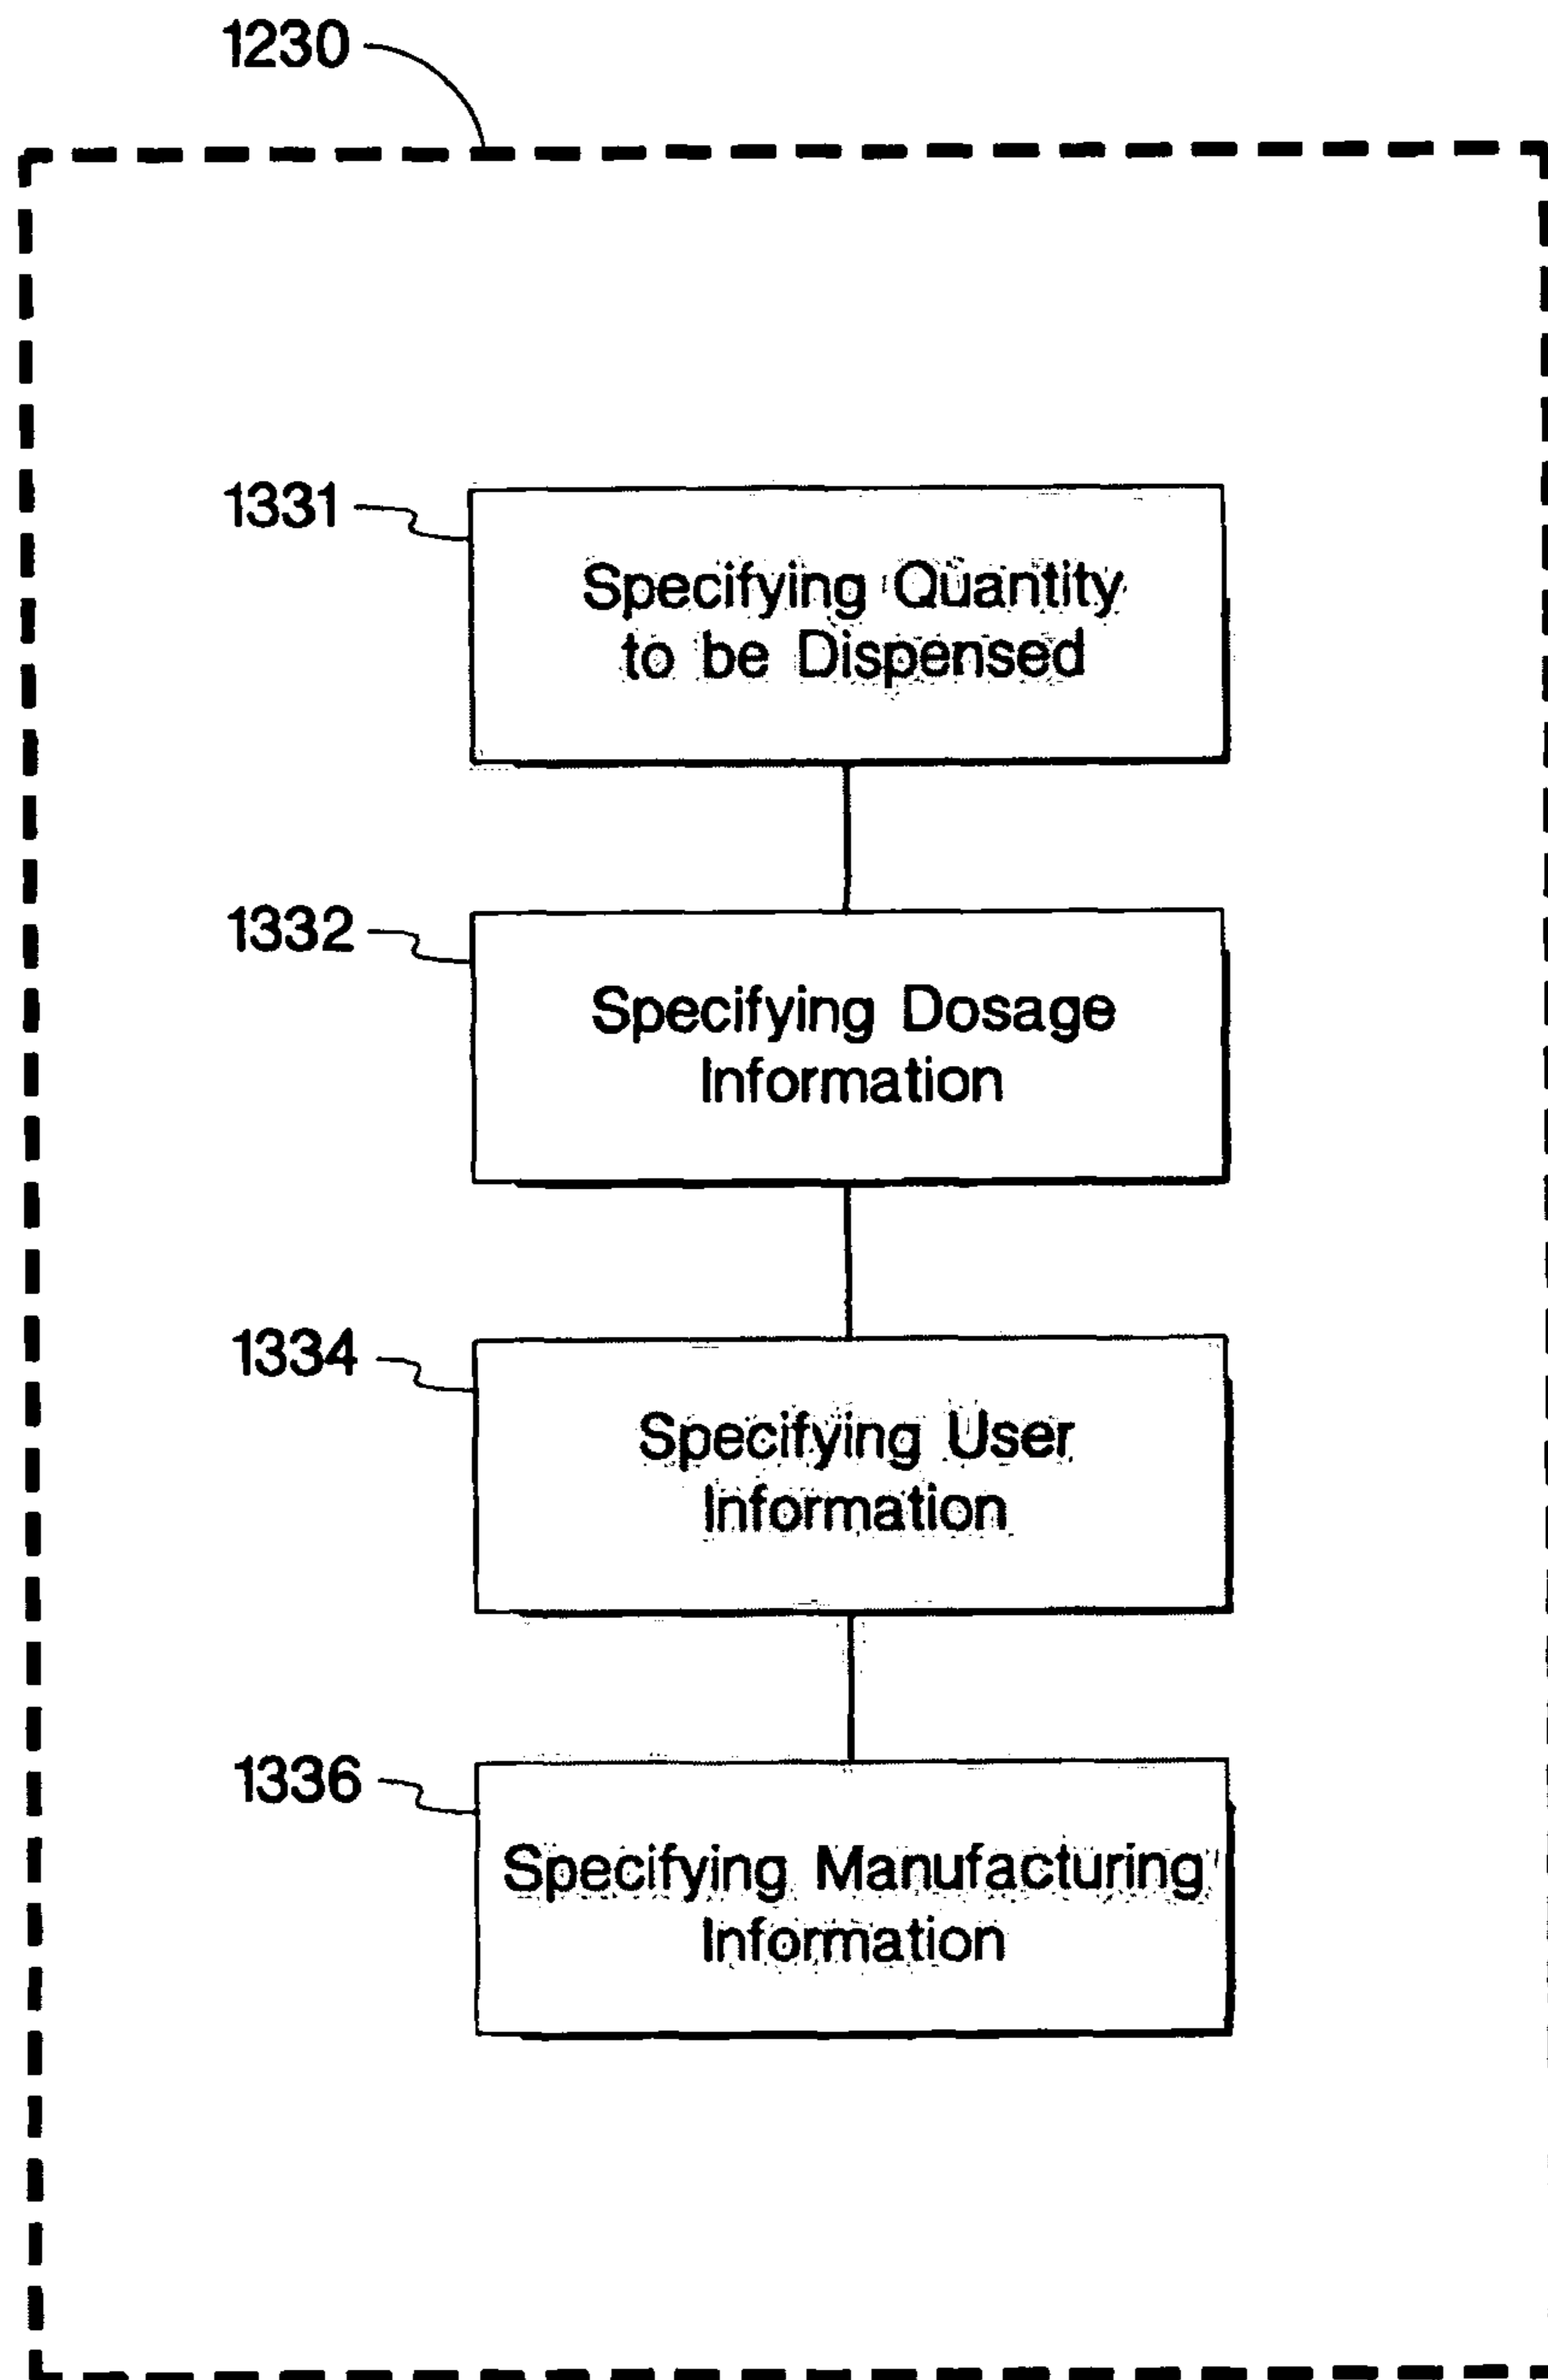 1230
1331
Specifying Quantity
to be Dispensed
1332
Specifying Dosage
Information
1334
Specifying User
Information
1336
Specifying Manufacturing
Information